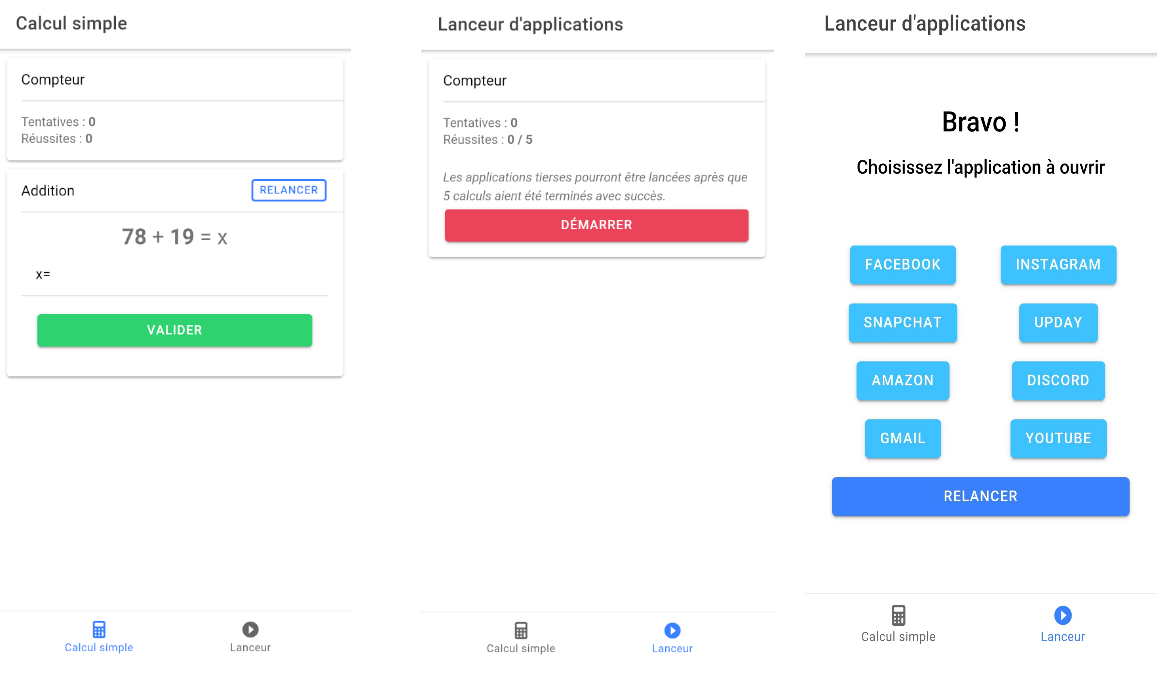 Calcul simple
Compteur
Tentatives : 0
Réussites : 0
Addition
RELANCER
78 + 19 = x
x=
VALIDER
Calcul simple
Lanceur
Lanceur d'applications
Compteur
Tentatives : 0
Réussites : 0 / 5
Les applications tierses pourront être lancées après que
5 calculs aient été terminés avec succès.
DÉMARRER
Calcul simple
Lanceur
Lanceur d'applications
Bravo !
Choisissez l'application à ouvrir
FACEBOOK
INSTAGRAM
SNAPCHAT
UPDAY
AMAZON
DISCORD
GMAIL
YOUTUBE
RELANCER
Calcul simple
Lanceur